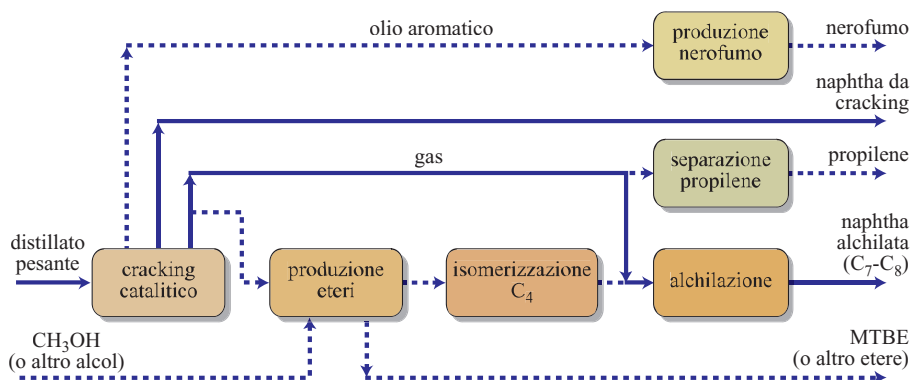 olio aromatico
produzione
nerofumo
nerofumo
naphtha da
cracking
gas
separazione
propilene
propilene
distillato
pesante
cracking
catalitico
produzione
eteri
isomerizzazione
C₄
alchilazione
naphtha
alchilata
(C₇-C₈)
CH₃OH
(o altro alcol)
MTBE
(o altro etere)